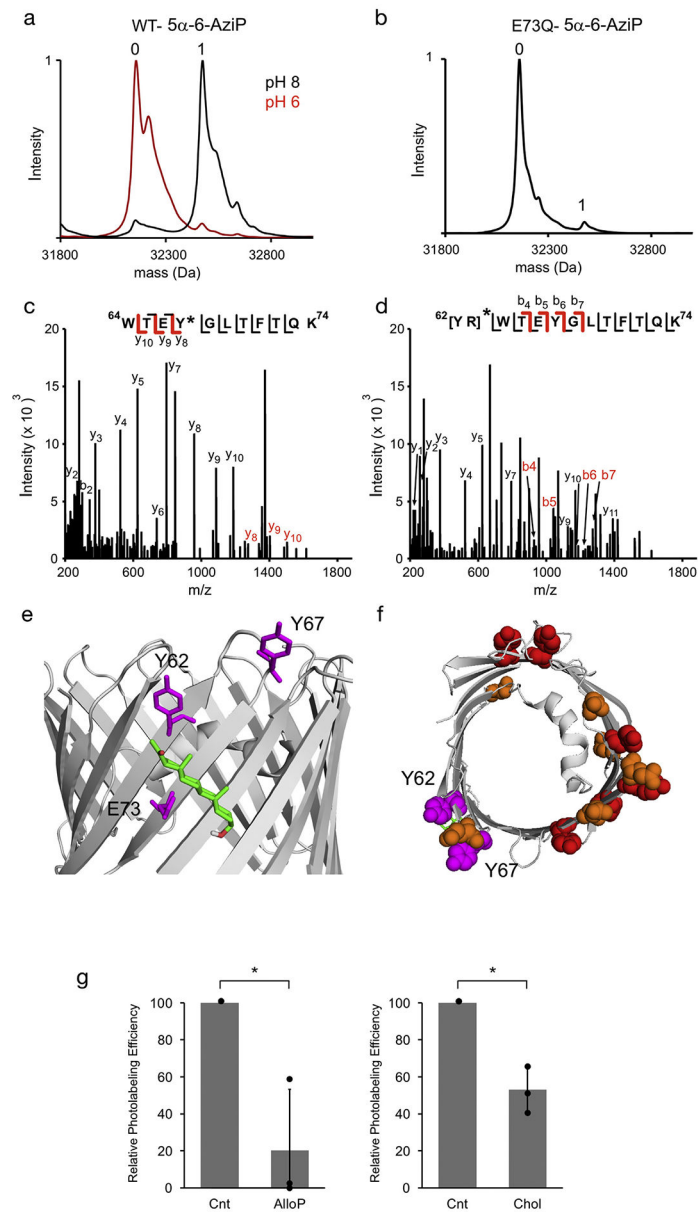 a
WT- 5α-6-AziP
0 1
1
pH 8
pH 6
Intensity
31800 32300 32800
mass (Da)
b
E73Q- 5α-6-AziP
0
1
1
Intensity
31800 32300 32800
mass (Da)
c
64 W T E Y * G L T F T Q K 74
y10 y9 y8
20
15
10
5
0
Intensity (x 10 3)
y2
b2
y3
y4
y5
y6
y7
y8
y9
y10
y8
y9
y10
200 600 1000 1400 1800
m/z
d
b4 b5 b6 b7
62 [Y R] * W T E Y G L T F T Q K 74
20
15
10
5
0
Intensity (x 10 3)
y1
y2
y3
y4
y5
y7
b4
b5
y9
y10
b6
b7
y11
200 600 1000 1400 1800
m/z
e
Y67
Y62
E73
f
Y62
Y67
g
*
100
80
60
40
20
0
Relative Photolabeling Efficiency
Cnt AlloP
*
100
80
60
40
20
0
Relative Photolabeling Efficiency
Cnt Chol